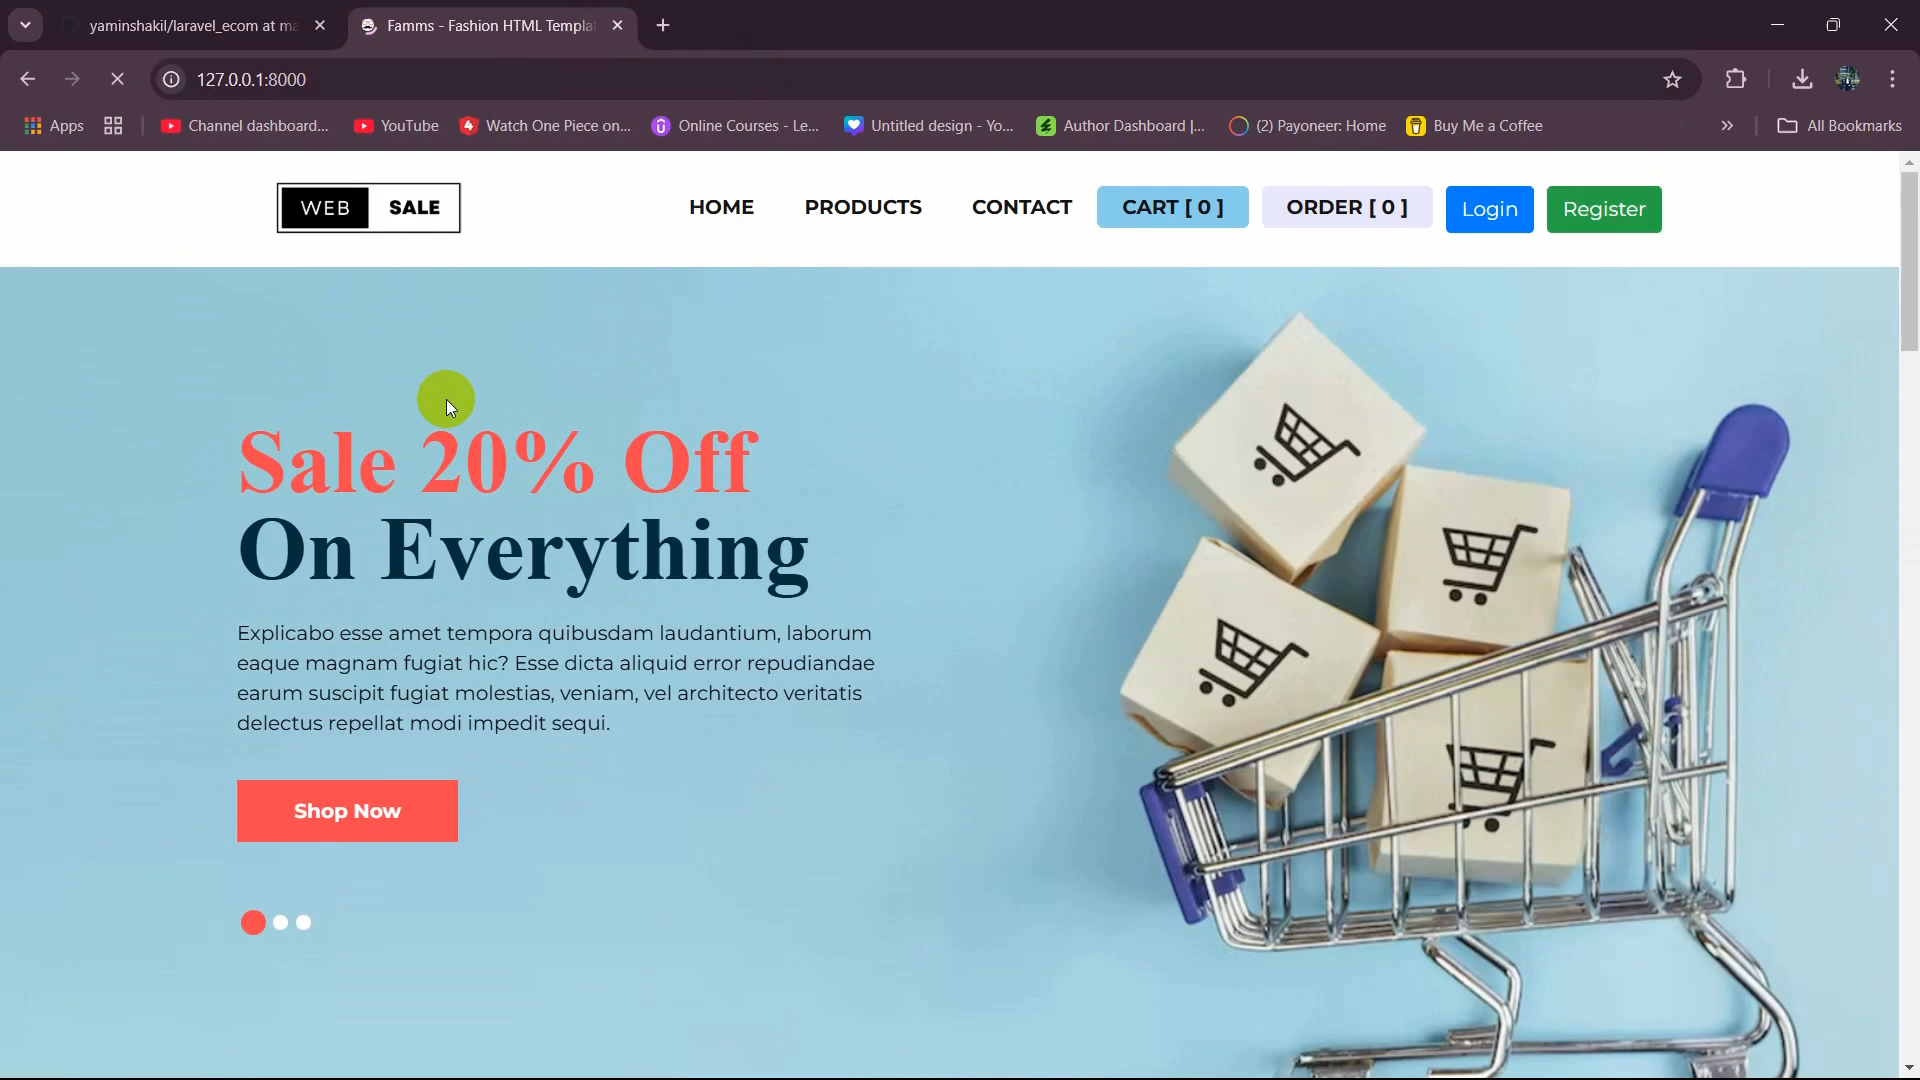 yaminshakil/laravel_ecom at ma
Famms - Fashion HTML Templa
127.0.0.1:8000
Apps
Channel dashboard...
YouTube
Watch One Piece on...
Online Courses - Le...
Untitled design - Yo...
Author Dashboard |...
(2) Payoneer: Home
Buy Me a Coffee
All Bookmarks
WEB SALE
HOME
PRODUCTS
CONTACT
CART [ 0 ]
ORDER [ 0 ]
Login
Register
Sale 20% Off
On Everything
Explicabo esse amet tempora quibusdam laudantium, laborum
eaque magnam fugiat hic? Esse dicta aliquid error repudiandae
earum suscipit fugiat molestias, veniam, vel architecto veritatis
delectus repellat modi impedit sequi.
Shop Now